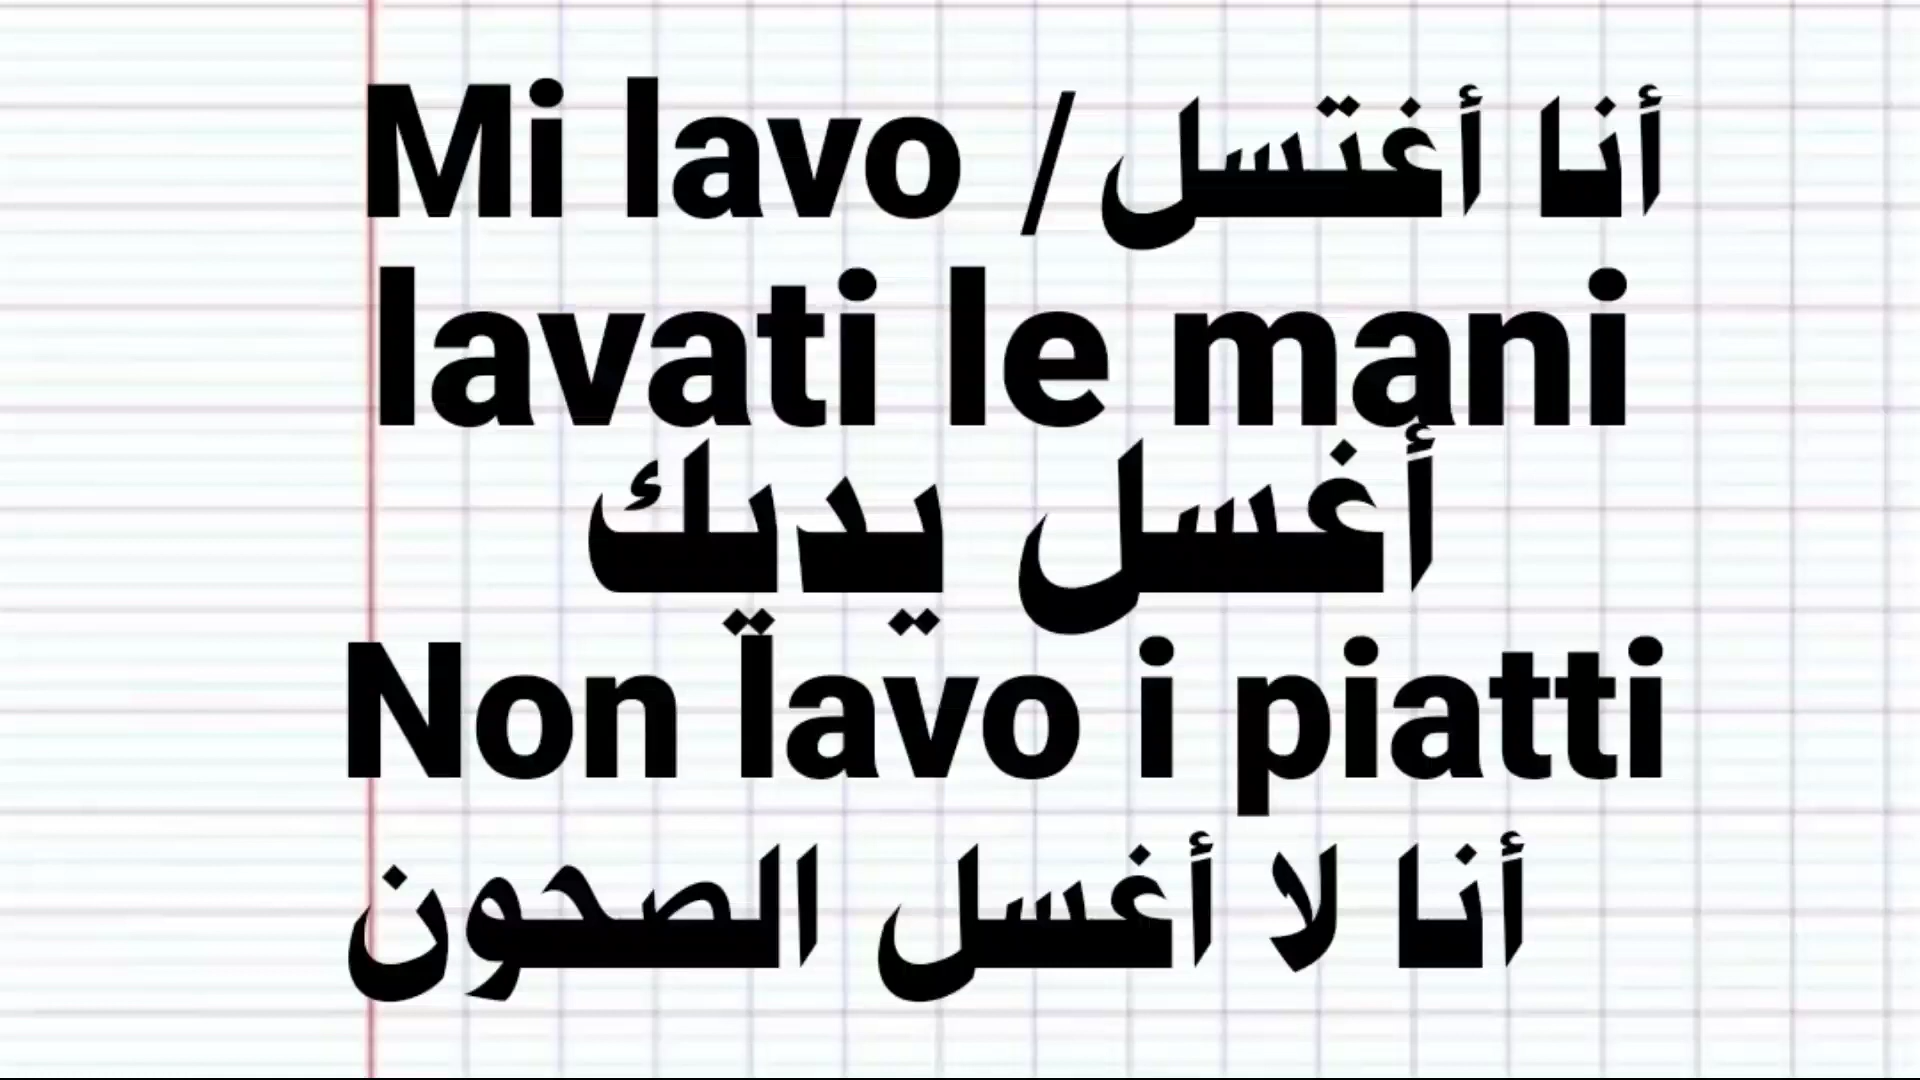 Mi lavo / أنا أغتسل
lavati le mani
أغسل يديك
Non lavo i piatti
أنا لا أغسل الصحون